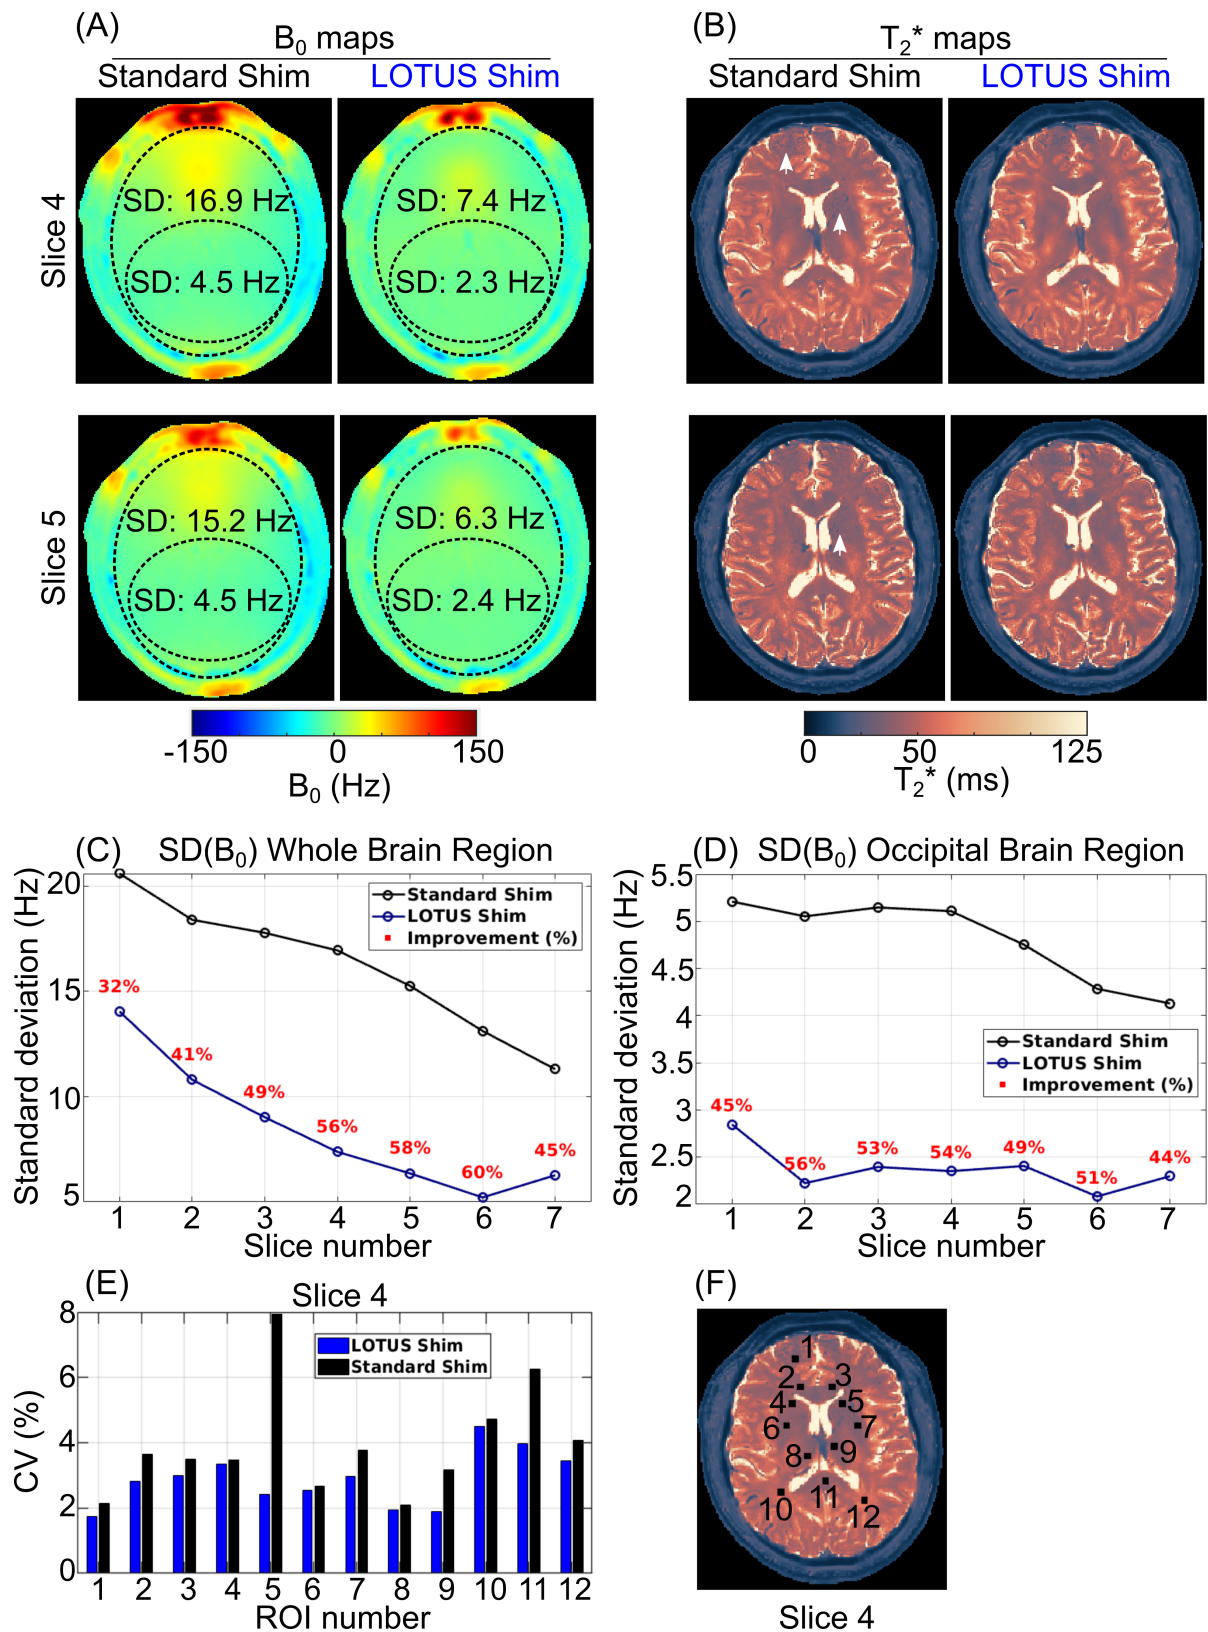 (A)
B₀ maps
Standard Shim LOTUS Shim
(B)
T₂* maps
Standard Shim LOTUS Shim
Slice 4
SD: 16.9 Hz SD: 7.4 Hz
SD: 4.5 Hz SD: 2.3 Hz
Slice 5
SD: 15.2 Hz SD: 6.3 Hz
SD: 4.5 Hz SD: 2.4 Hz
-150 0 150
B₀ (Hz)
0 50 125
T₂* (ms)
(C) SD(B₀) Whole Brain Region
Standard deviation (Hz)
20
15
10
5
Standard Shim
LOTUS Shim
Improvement (%)
32%
41%
49%
56%
58%
60%
45%
1 2 3 4 5 6 7
Slice number
(D) SD(B₀) Occipital Brain Region
Standard deviation (Hz)
5.5
5
4.5
4
3.5
3
2.5
2
Standard Shim
LOTUS Shim
Improvement (%)
45%
56%
53%
54%
49%
51%
44%
1 2 3 4 5 6 7
Slice number
(E)
Slice 4
CV (%)
8
6
4
2
0
LOTUS Shim
Standard Shim
1 2 3 4 5 6 7 8 9 10 11 12
ROI number
(F)
1
2 3
4 5
6 7
8 9
10 11 12
Slice 4